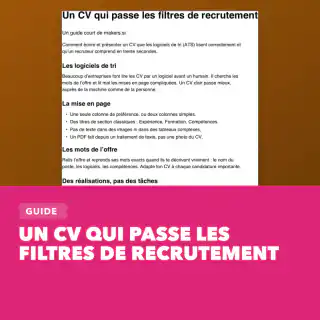 Un CV qui passe les filtres de recrutement
Un guide court de makers.si
Comment écrire et présenter un CV que les logiciels de tri (ATS) lisent correctement et
qu'un recruteur comprend en trente secondes.
Les logiciels de tri
Beaucoup d'entreprises font lire les CV par un logiciel avant un humain. Il cherche les
mots de l'offre et lit mal les mises en page compliquées. Un CV clair passe mieux,
auprès de la machine comme de la personne.
La mise en page
• Une seule colonne de préférence, ou deux colonnes simples.
• Des titres de section classiques : Expérience, Formation, Compétences.
• Pas de texte dans des images ni dans des tableaux complexes.
• Un PDF fait depuis un traitement de texte, pas une photo du CV.
Les mots de l'offre
Relis l'offre et reprends ses mots exacts quand ils te décrivent vraiment : le nom du
poste, les logiciels, les compétences. Adapte ton CV à chaque candidature importante.
Des réalisations, pas des tâches
GUIDE
UN CV QUI PASSE LES
FILTRES DE RECRUTEMENT